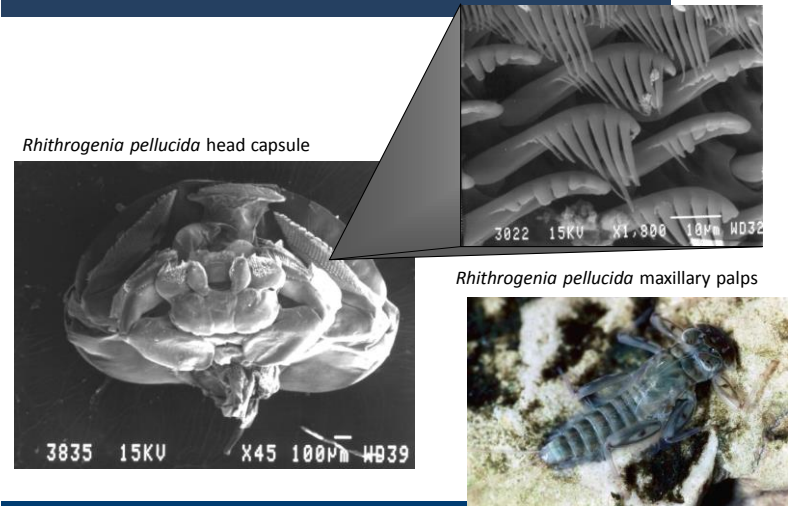 Rhithrogenia pellucida head capsule
3022 15KV X1,800 10µm WD32
Rhithrogenia pellucida maxillary palps
3835 15KV X45 100µm WD39